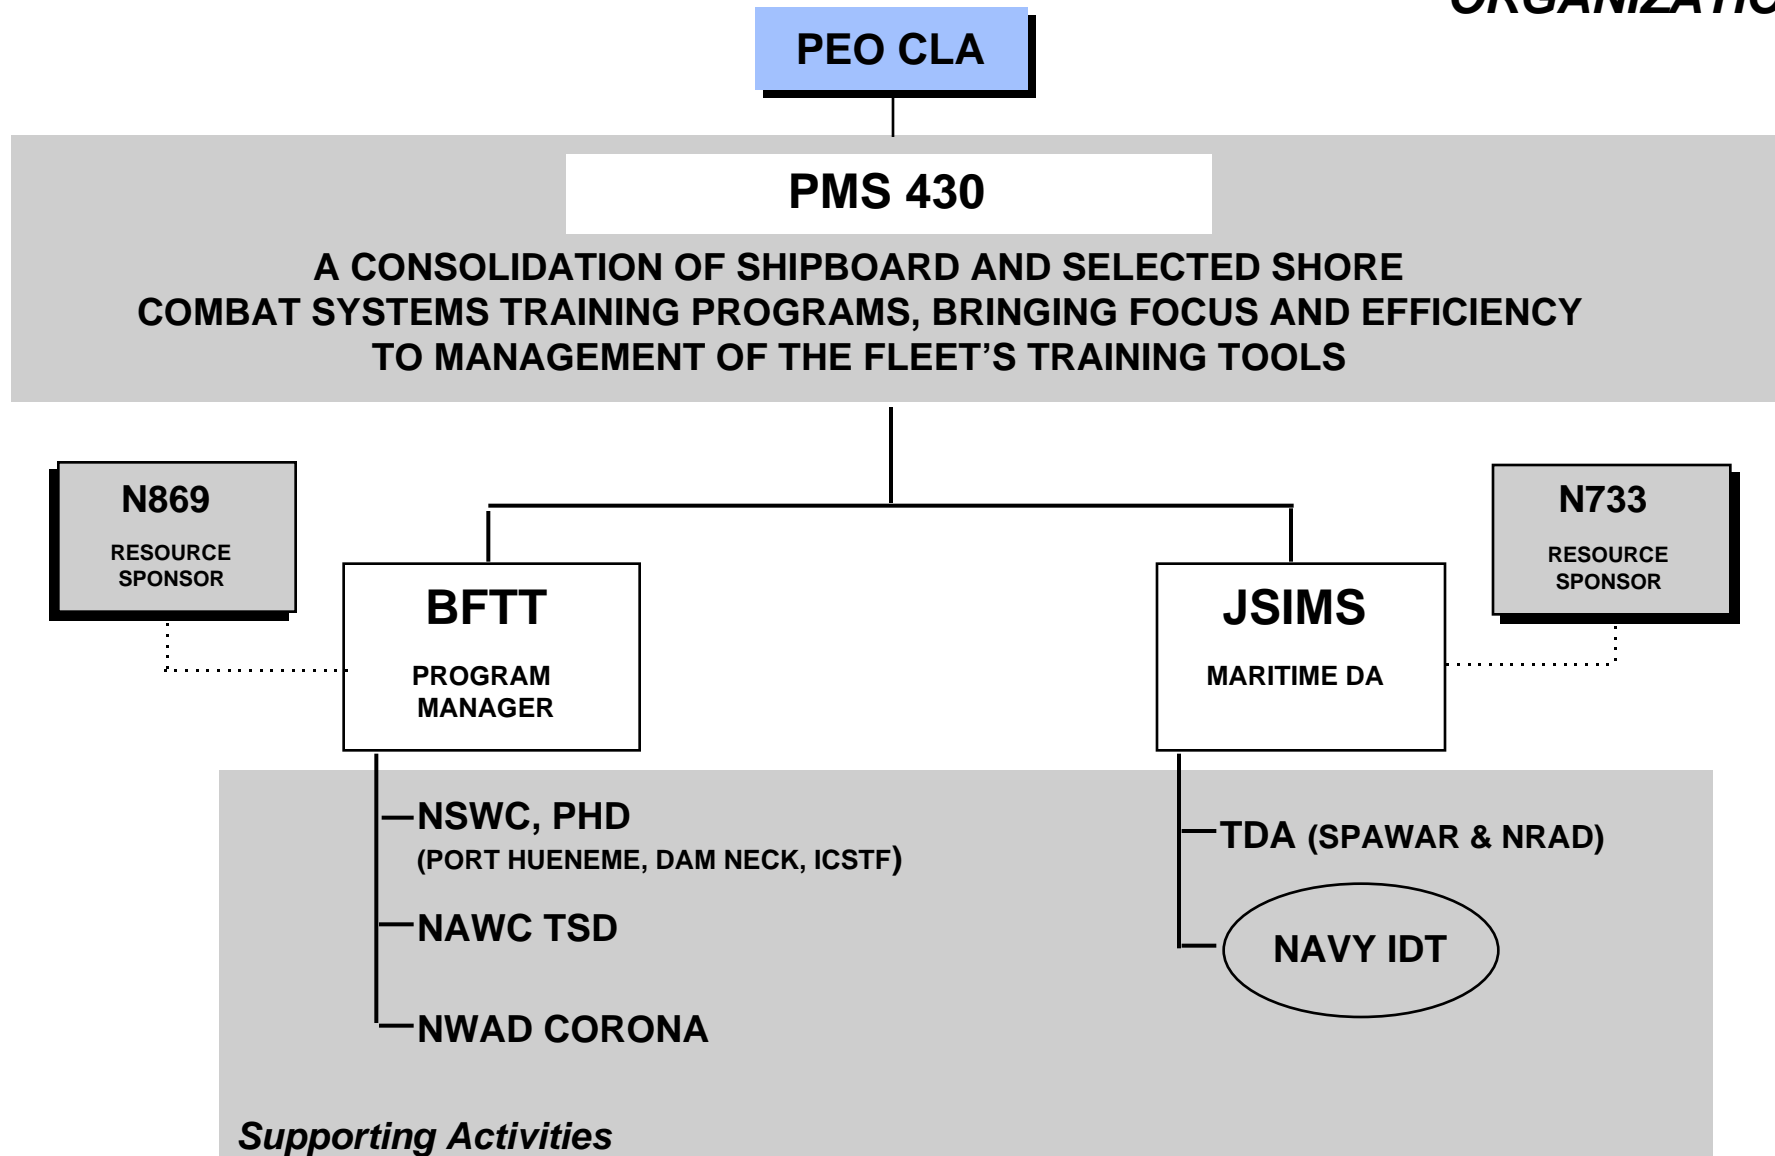 PEO CLA
PMS 430
A CONSOLIDATION OF SHIPBOARD AND SELECTED SHORE
COMBAT SYSTEMS TRAINING PROGRAMS, BRINGING FOCUS AND EFFICIENCY
TO MANAGEMENT OF THE FLEET’S TRAINING TOOLS
N869
RESOURCE
SPONSOR
BFTT
PROGRAM
MANAGER
JSIMS
MARITIME DA
N733
RESOURCE
SPONSOR
NSWC, PHD
(PORT HUENEME, DAM NECK, ICSTF)
NAWC TSD
NWAD CORONA
TDA (SPAWAR & NRAD)
NAVY IDT
Supporting Activities